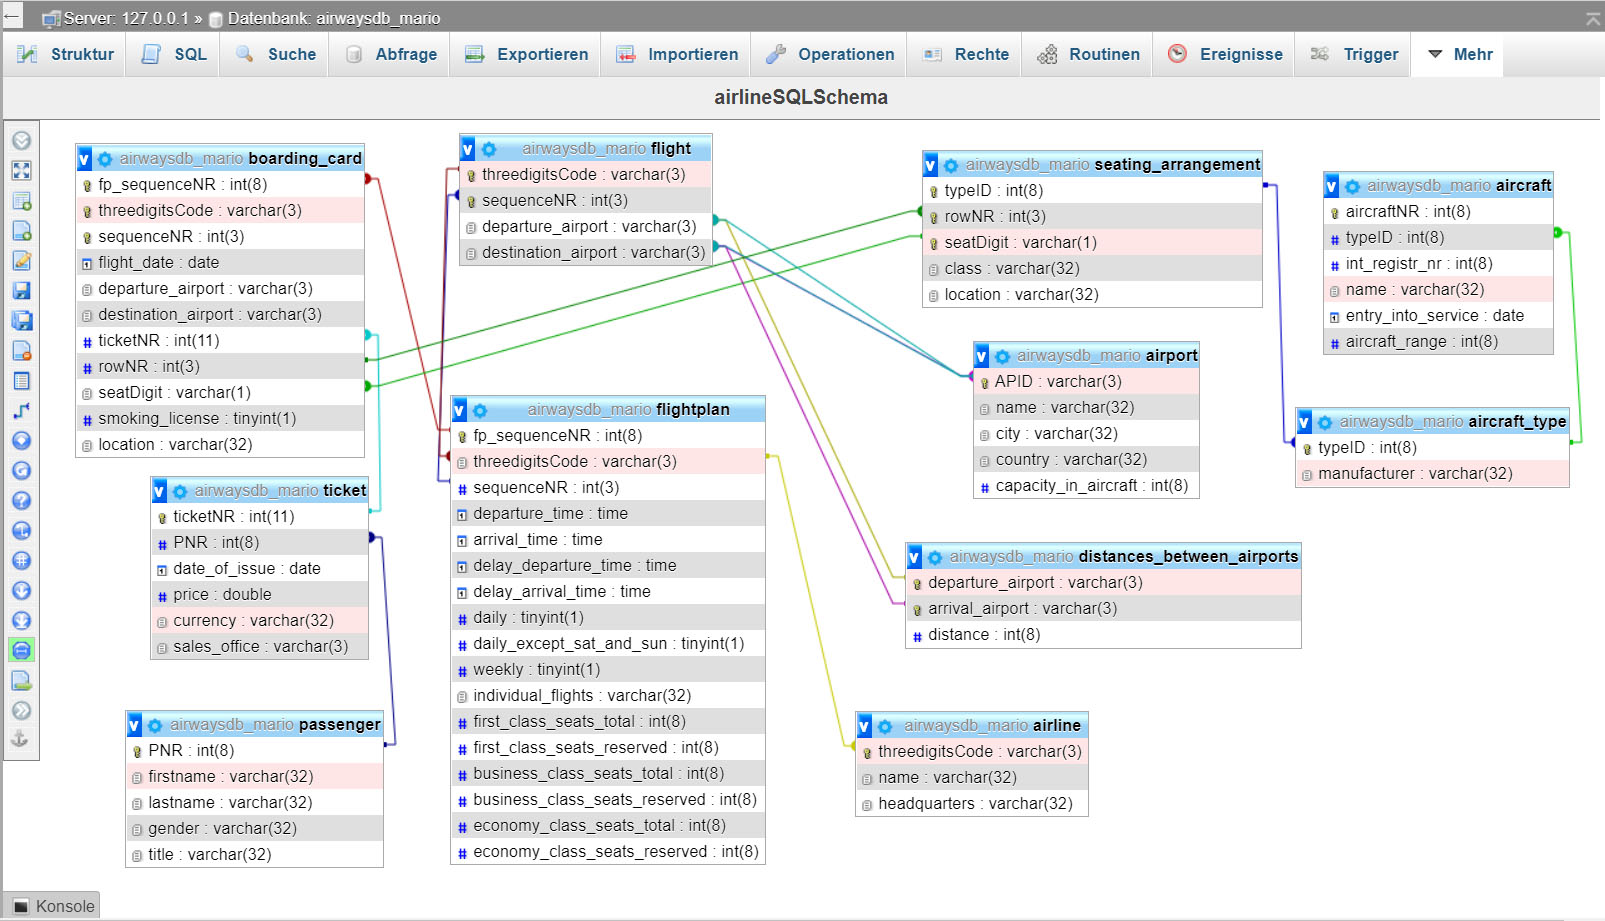 Server: 127.0.0.1 » Datenbank: airwaysdb_mario
Struktur SQL Suche Abfrage Exportieren Importieren Operationen Rechte Routinen Ereignisse Trigger Mehr
airlineSQLSchema
v airwaysdb_mario boarding_card
fp_sequenceNR : int(8)
threedigitsCode : varchar(3)
sequenceNR : int(3)
flight_date : date
departure_airport : varchar(3)
destination_airport : varchar(3)
ticketNR : int(11)
rowNR : int(3)
seatDigit : varchar(1)
smoking_license : tinyint(1)
location : varchar(32)
v airwaysdb_mario ticket
ticketNR : int(11)
PNR : int(8)
date_of_issue : date
price : double
currency : varchar(32)
sales_office : varchar(3)
v airwaysdb_mario passenger
PNR : int(8)
firstname : varchar(32)
lastname : varchar(32)
gender : varchar(32)
title : varchar(32)
v airwaysdb_mario flight
threedigitsCode : varchar(3)
sequenceNR : int(3)
departure_airport : varchar(3)
destination_airport : varchar(3)
v airwaysdb_mario flightplan
fp_sequenceNR : int(8)
threedigitsCode : varchar(3)
sequenceNR : int(3)
departure_time : time
arrival_time : time
delay_departure_time : time
delay_arrival_time : time
daily : tinyint(1)
daily_except_sat_and_sun : tinyint(1)
weekly : tinyint(1)
individual_flights : varchar(32)
first_class_seats_total : int(8)
first_class_seats_reserved : int(8)
business_class_seats_total : int(8)
business_class_seats_reserved : int(8)
economy_class_seats_total : int(8)
economy_class_seats_reserved : int(8)
v airwaysdb_mario seating_arrangement
typeID : int(8)
rowNR : int(3)
seatDigit : varchar(1)
class : varchar(32)
location : varchar(32)
v airwaysdb_mario airport
APID : varchar(3)
name : varchar(32)
city : varchar(32)
country : varchar(32)
capacity_in_aircraft : int(8)
v airwaysdb_mario distances_between_airports
departure_airport : varchar(3)
arrival_airport : varchar(3)
distance : int(8)
v airwaysdb_mario airline
threedigitsCode : varchar(3)
name : varchar(32)
headquarters : varchar(32)
v airwaysdb_mario aircraft
aircraftNR : int(8)
typeID : int(8)
int_registr_nr : int(8)
name : varchar(32)
entry_into_service : date
aircraft_range : int(8)
v airwaysdb_mario aircraft_type
typeID : int(8)
manufacturer : varchar(32)
Konsole